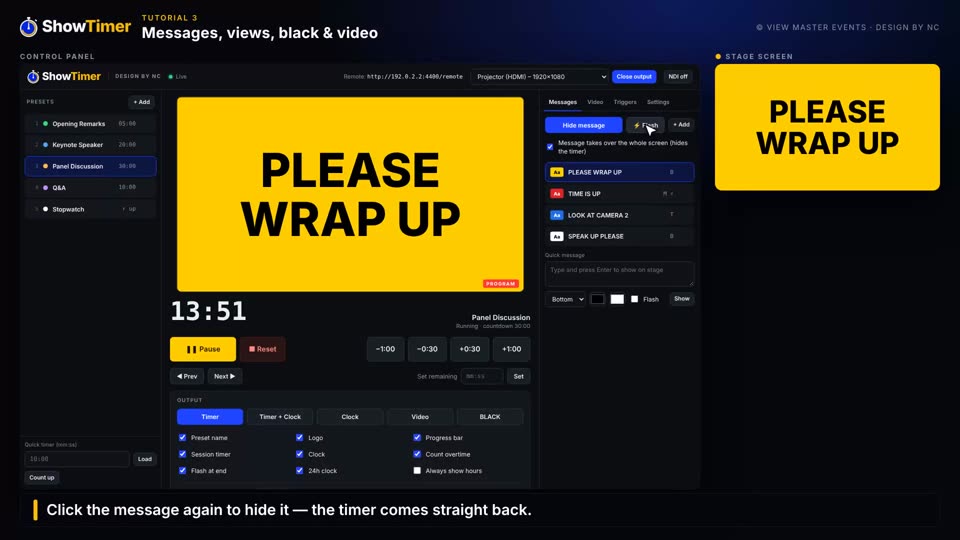 ShowTimer
TUTORIAL 3
Messages, views, black & video
© VIEW MASTER EVENTS · DESIGN BY NC
CONTROL PANEL
STAGE SCREEN
ShowTimer
DESIGN BY NC
Live
Remote: http://192.0.2.2:4400/remote
Projector (HDMI) – 1920×1080
Close output
NDI off
PRESETS
+ Add
1 Opening Remarks 05:00
2 Keynote Speaker 20:00
3 Panel Discussion 30:00
4 Q&A 10:00
5 Stopwatch ↑ up
Quick timer (mm:ss)
10:00
Load
Count up
PLEASE
WRAP UP
PROGRAM
13:51
Panel Discussion
Running · countdown 30:00
❚❚ Pause
Reset
−1:00
−0:30
+0:30
+1:00
◀ Prev
Next ▶
Set remaining
mm:ss
Set
OUTPUT
Timer
Timer + Clock
Clock
Video
BLACK
Preset name
Logo
Progress bar
Session timer
Clock
Count overtime
Flash at end
24h clock
Always show hours
Messages
Video
Triggers
Settings
Hide message
⚡ Flash
+ Add
Message takes over the whole screen (hides
the timer)
Aa PLEASE WRAP UP B
Aa TIME IS UP M ⚡
Aa LOOK AT CAMERA 2 T
Aa SPEAK UP PLEASE B
Quick message
Type and press Enter to show on stage
Bottom
Flash
Show
PLEASE
WRAP UP
Click the message again to hide it — the timer comes straight back.